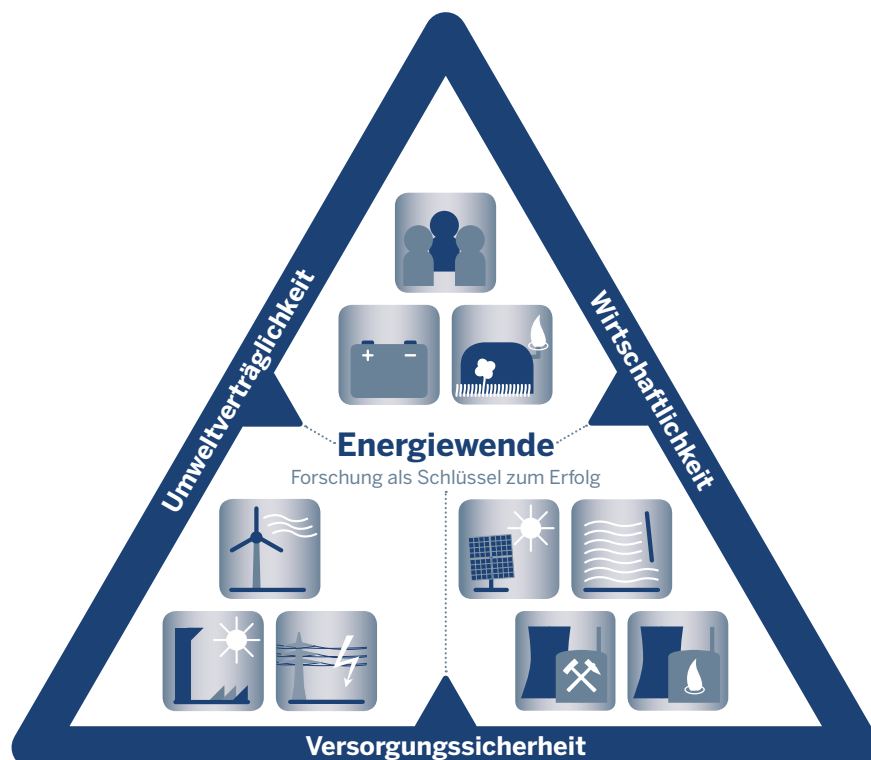 Umweltverträglichkeit
Wirtschaftlichkeit
+ −
Energiewende
Forschung als Schlüssel zum Erfolg
Versorgungssicherheit